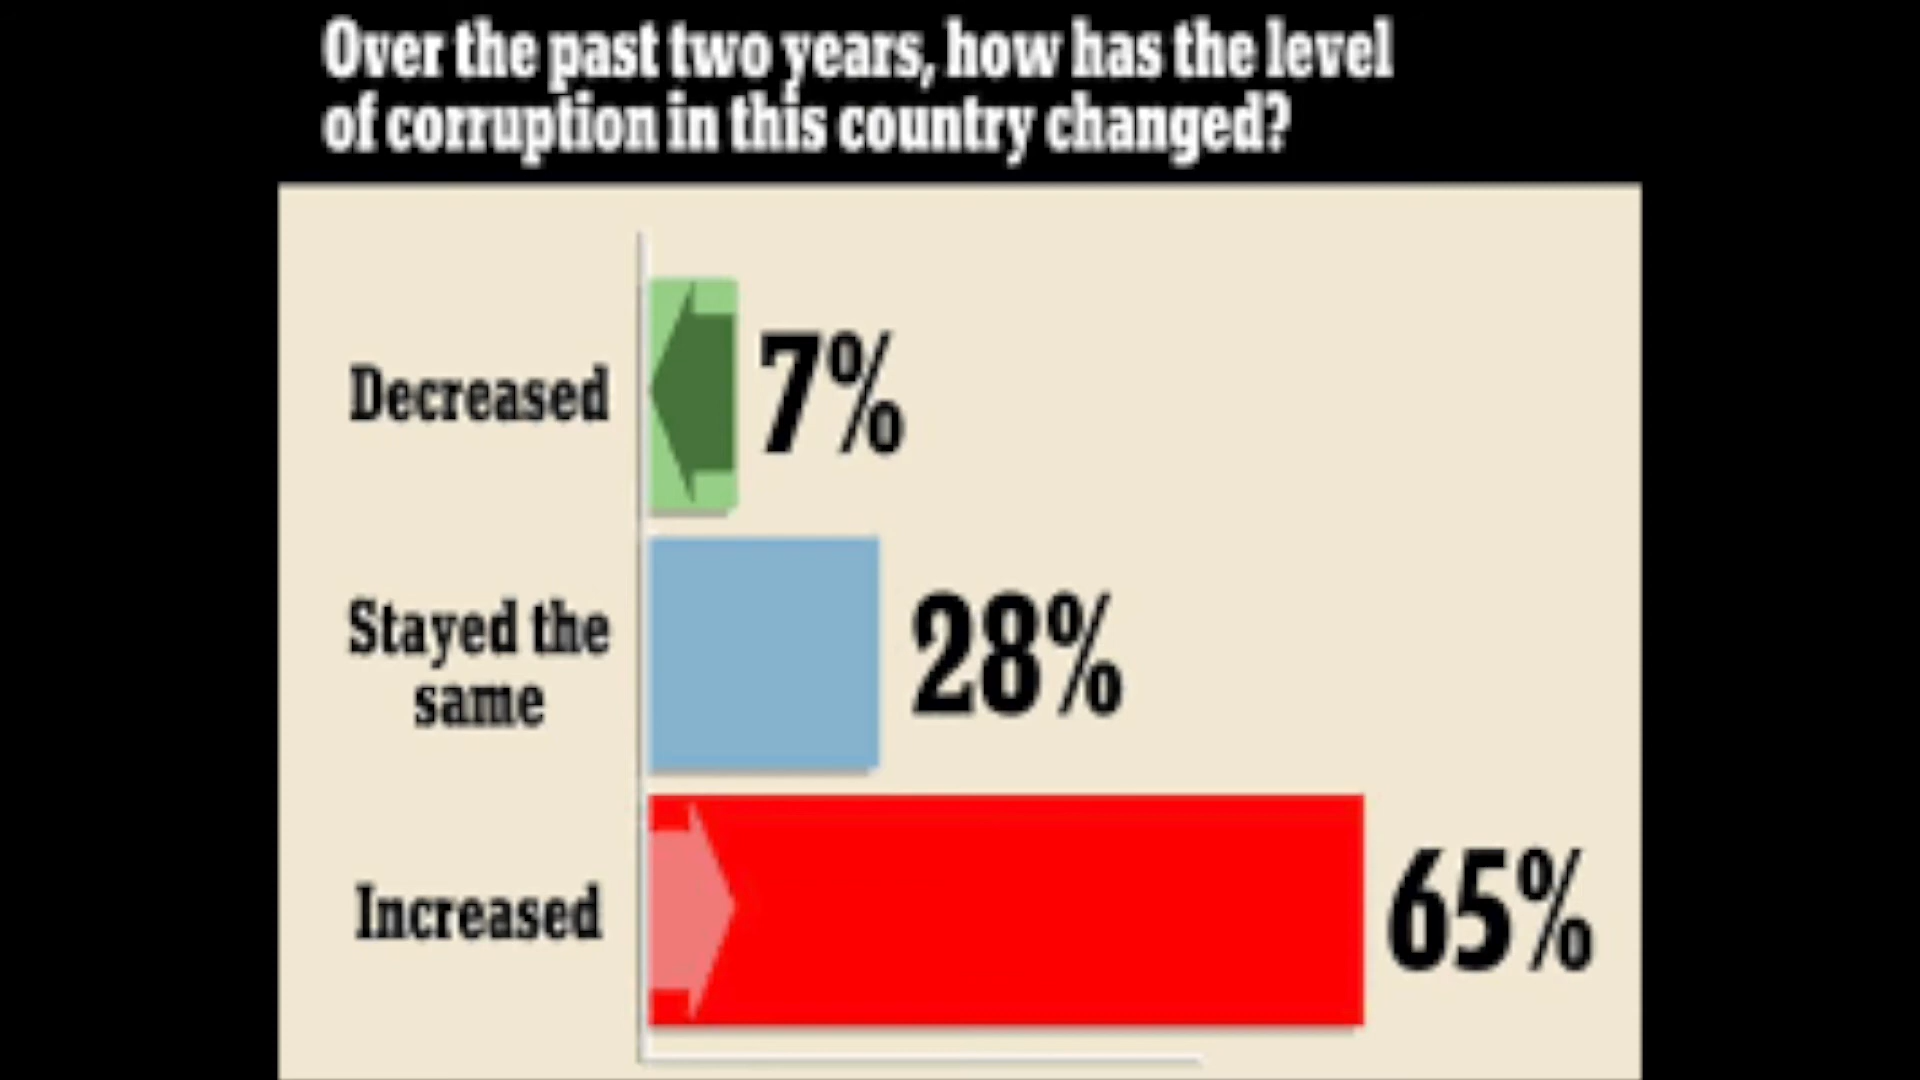 Over the past two years, how has the level
of corruption in this country changed?
Decreased
7%
Stayed the
same
28%
Increased
65%